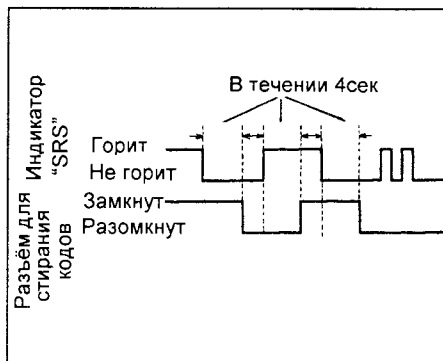 В течении 4сек
Индикатор
“SRS”
Горит
Не горит
Разъём для
стирания
кодов
Замкнут
Разомкнут